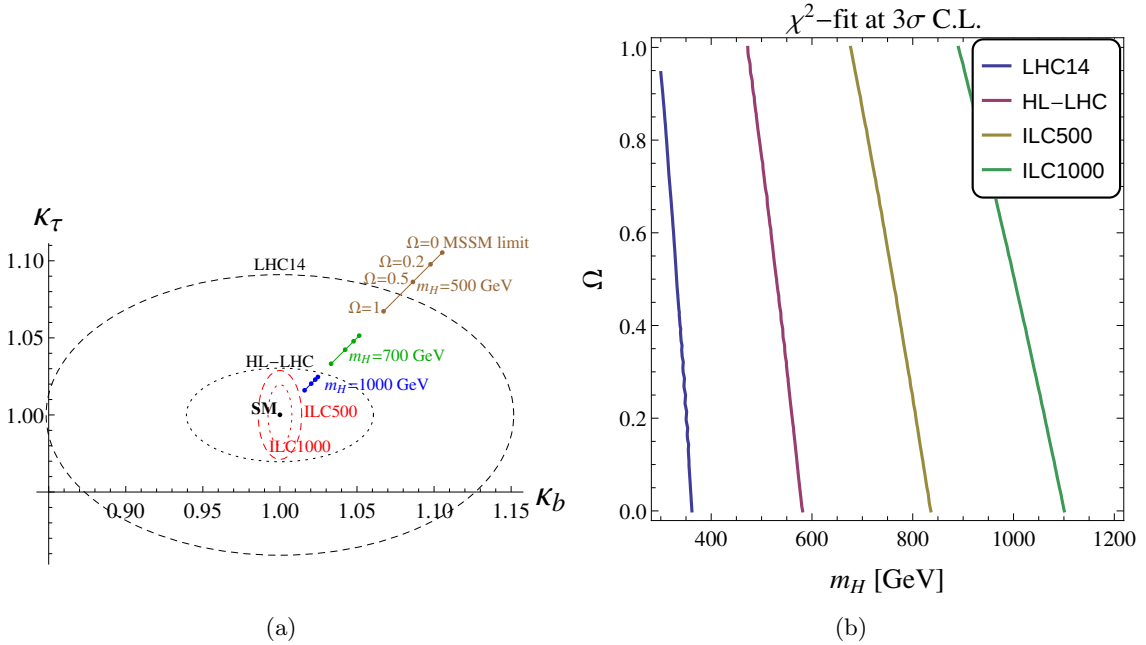 κτ
1.10
1.05
1.00
0.90
0.95
1.00
1.05
1.10
1.15
κb
LHC14
HL−LHC
SM
ILC500
ILC1000
Ω=0 MSSM limit
Ω=0.2
Ω=0.5
mH=500 GeV
Ω=1
mH=700 GeV
mH=1000 GeV
(a)
χ²−fit at 3σ C.L.
1.0
0.8
0.6
0.4
0.2
0.0
Ω
LHC14
HL−LHC
ILC500
ILC1000
400
600
800
1000
1200
mH [GeV]
(b)